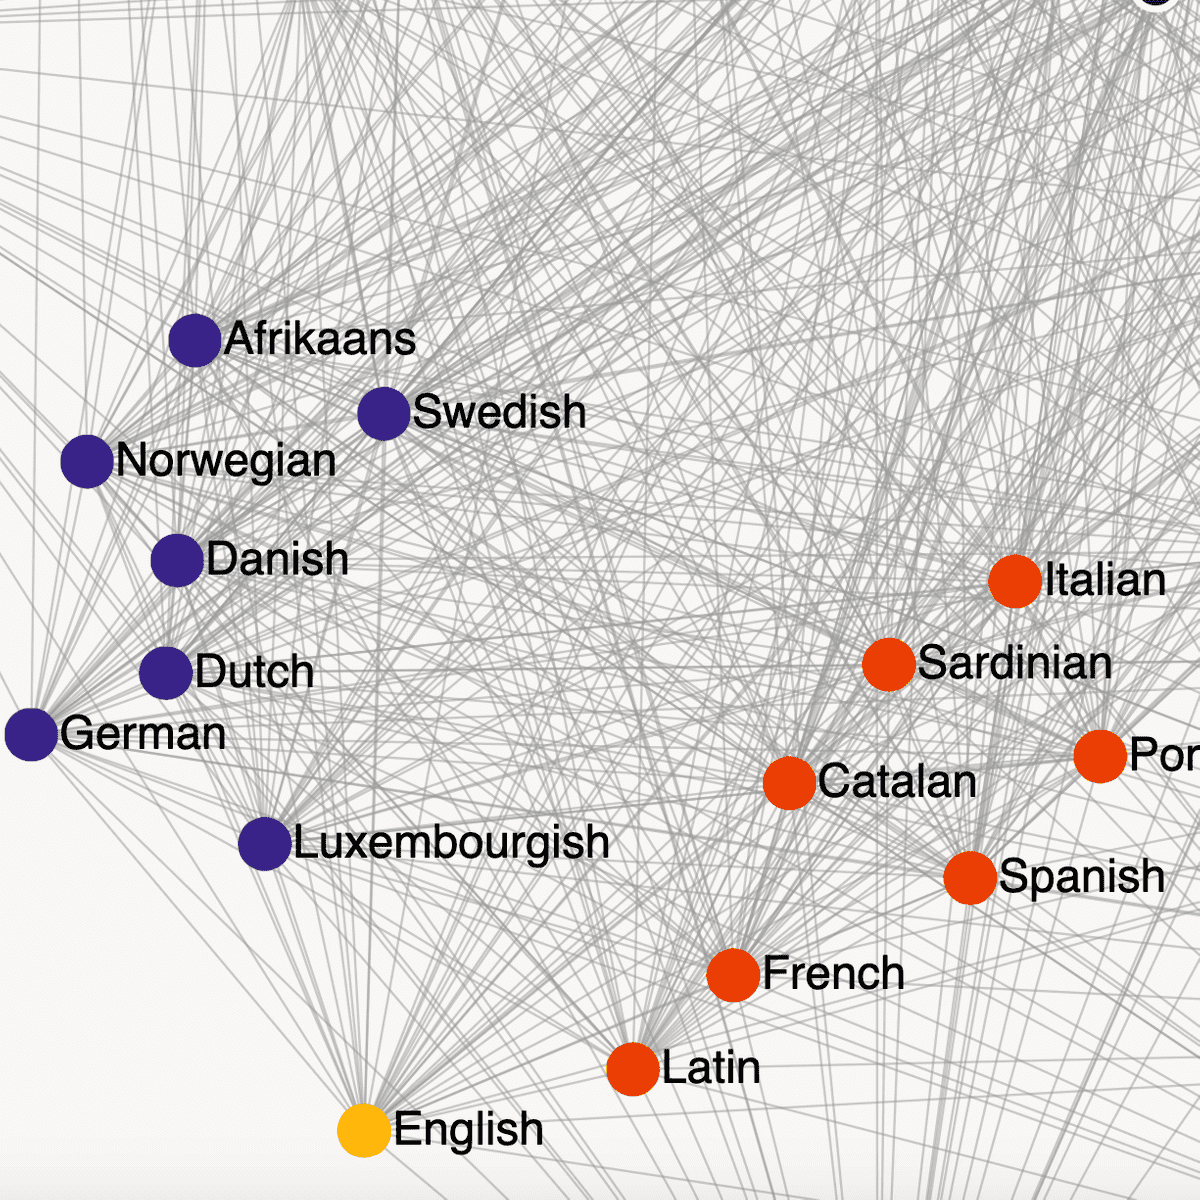 Afrikaans
Swedish
Norwegian
Danish
Italian
Sardinian
Dutch
German
Por
Catalan
Luxembourgish
Spanish
French
Latin
English